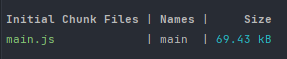 Initial Chunk Files | Names | Size
main.js | main | 69.43 kB